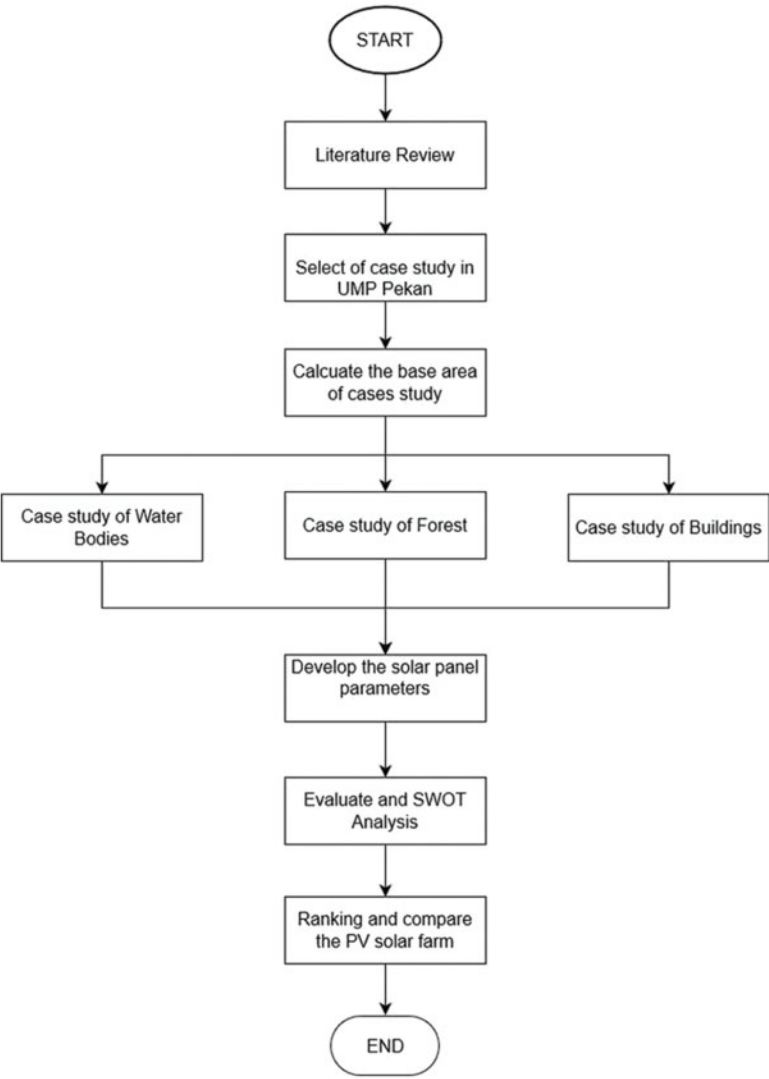 START
Literature Review
Select of case study in
UMP Pekan
Calcuate the base area
of cases study
Case study of Water
Bodies
Case study of Forest
Case study of Buildings
Develop the solar panel
parameters
Evaluate and SWOT
Analysis
Ranking and compare
the PV solar farm
END